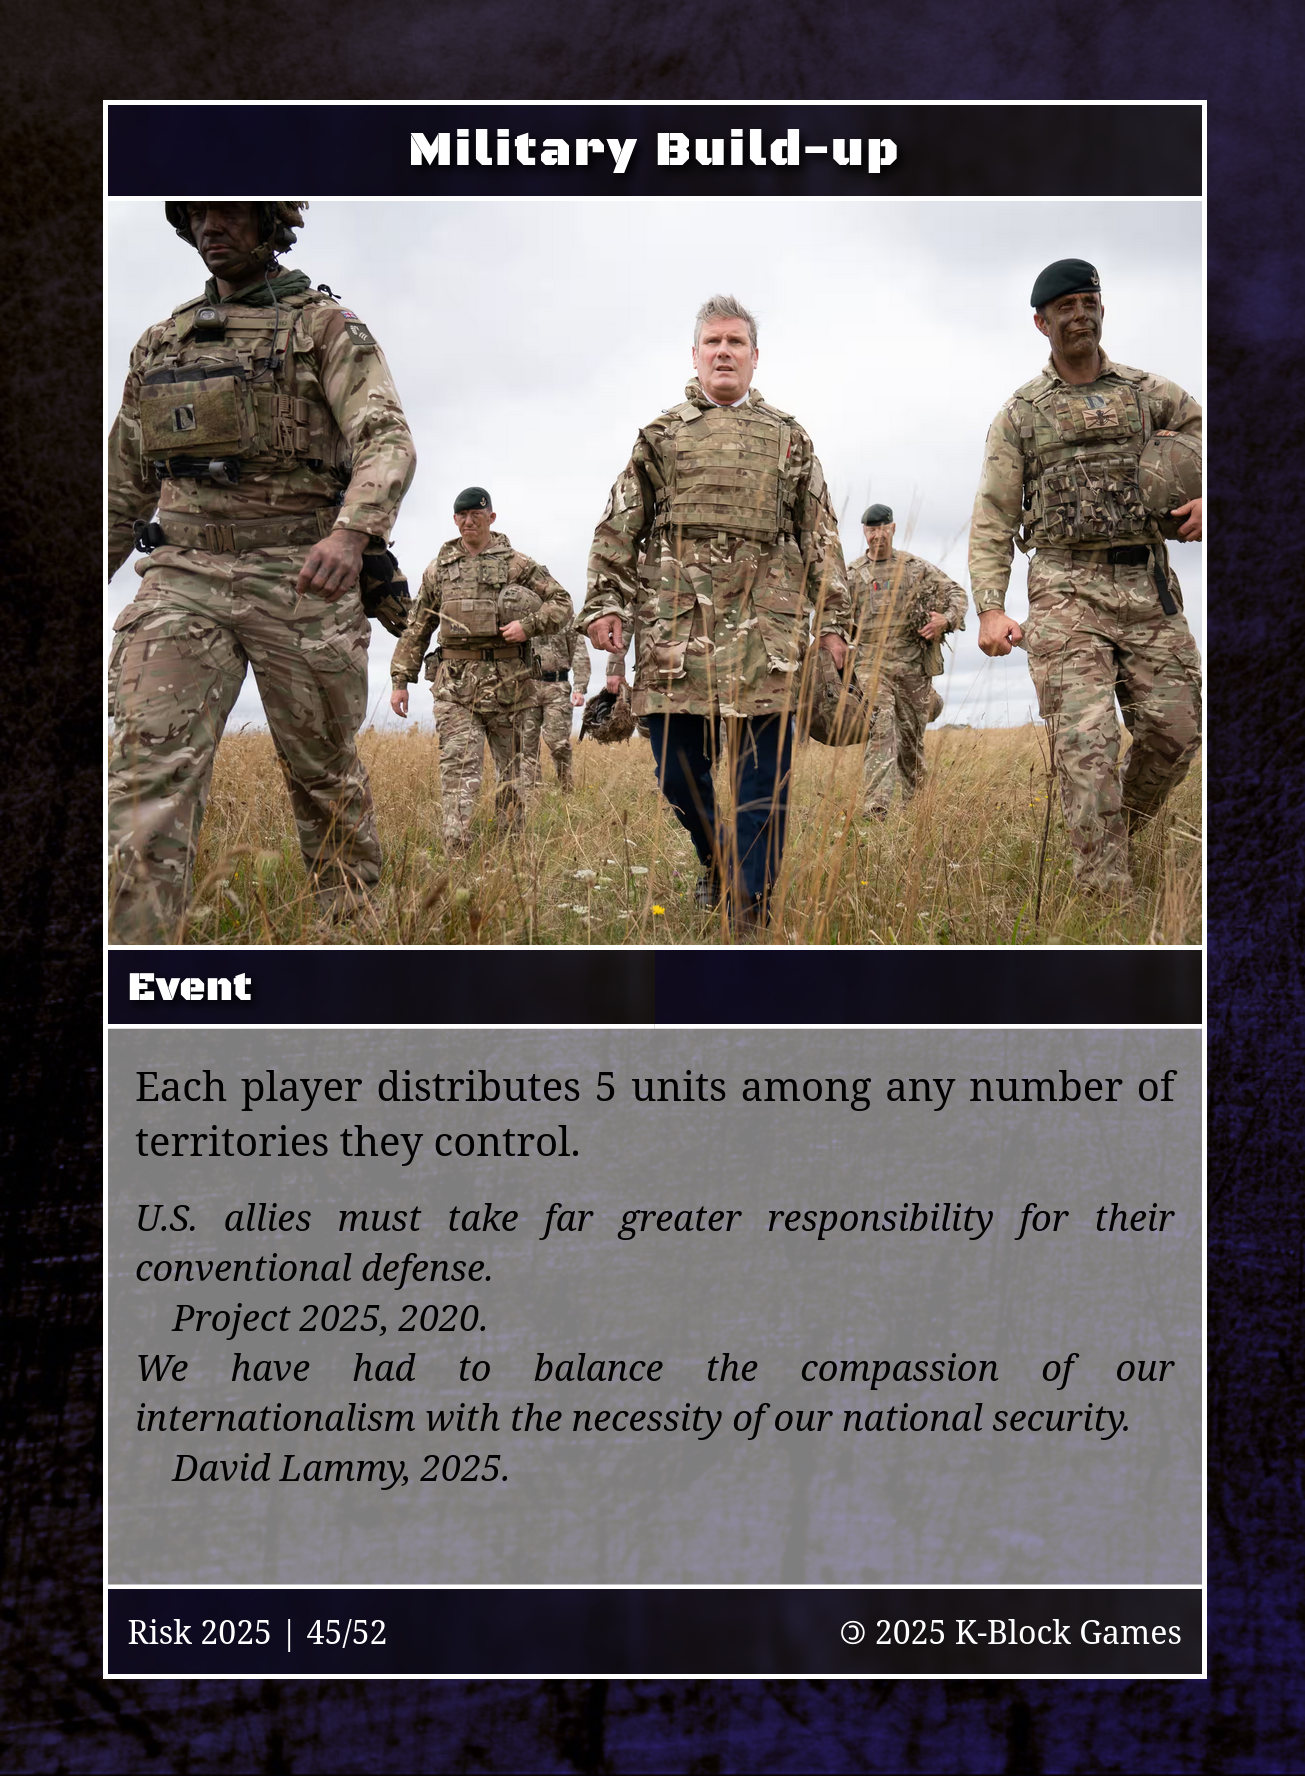 Military Build-up
Event
Each player distributes 5 units among any number of
territories they control.
U.S. allies must take far greater responsibility for their
conventional defense.
Project 2025, 2020.
We have had to balance the compassion of our
internationalism with the necessity of our national security.
David Lammy, 2025.
Risk 2025 | 45/52
🄯 2025 K-Block Games